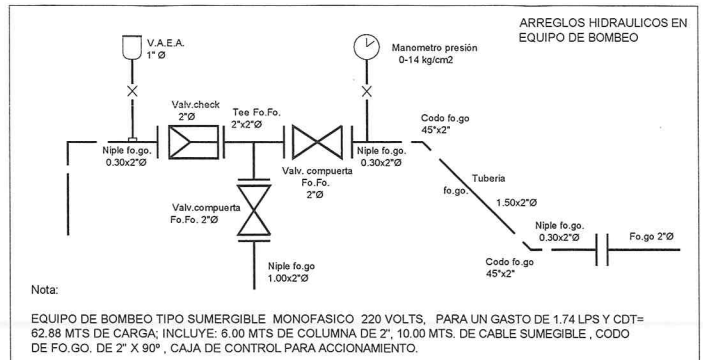 ARREGLOS HIDRAULICOS EN
EQUIPO DE BOMBEO
V.A.E.A.
1" Ø
Manometro presión
0-14 kg/cm2
Valv.check
2"Ø
Tee Fo.Fo.
2"x2"Ø
Codo fo.go
45°x2"
Niple fo.go.
0.30x2"Ø
Valv. compuerta
Fo.Fo.
2"Ø
Niple fo.go.
0.30x2"Ø
Valv.compuerta
Fo.Fo. 2"Ø
Tuberia
fo.go.
1.50x2"Ø
Niple fo.go.
0.30x2"Ø
Fo.go 2"Ø
Codo fo.go
45°x2"
Niple fo.go
1.00x2"Ø
Nota:
EQUIPO DE BOMBEO TIPO SUMERGIBLE MONOFASICO 220 VOLTS, PARA UN GASTO DE 1.74 LPS Y CDT=
62.88 MTS DE CARGA; INCLUYE: 6.00 MTS DE COLUMNA DE 2", 10.00 MTS. DE CABLE SUMEGIBLE , CODO
DE FO.GO. DE 2" X 90º , CAJA DE CONTROL PARA ACCIONAMIENTO.